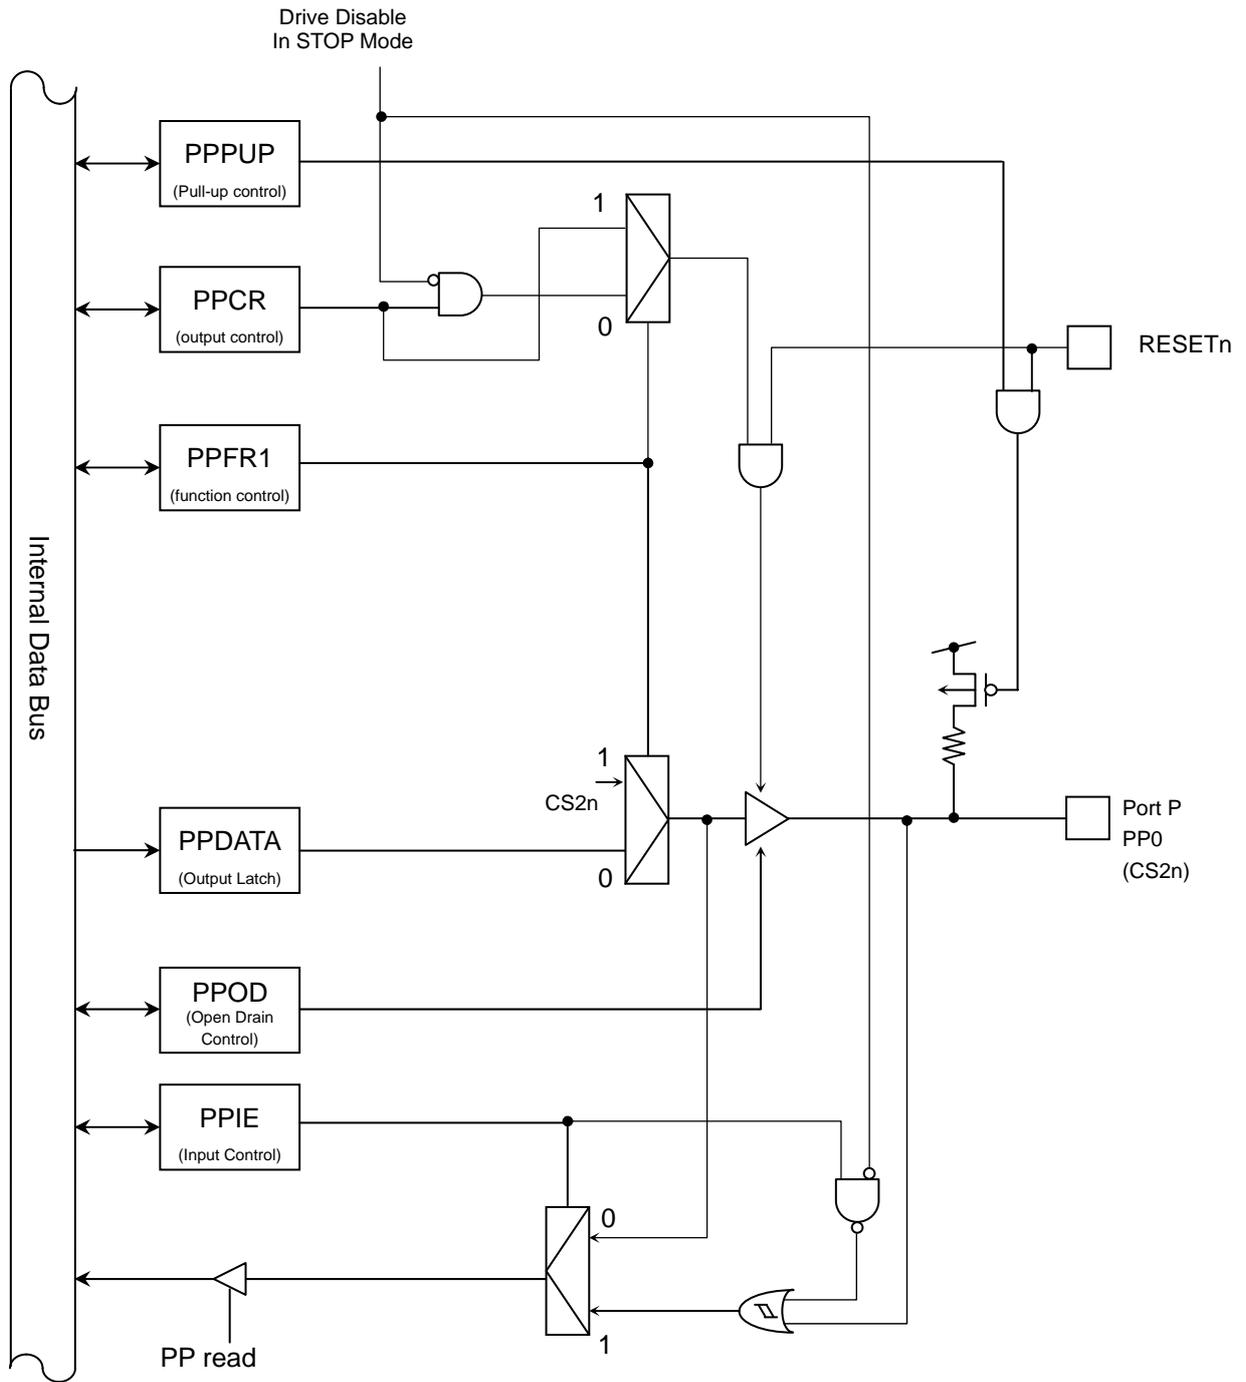 Drive Disable
In STOP Mode
PPPUP
(Pull-up control)
1
PPCR
(output control)
0
RESETn
PPFR1
(function control)
Internal Data Bus
1
CS2n
PPDATA
(Output Latch)
0
Port P
PP0
(CS2n)
PPOD
(Open Drain
Control)
PPIE
(Input Control)
0
1
PP read